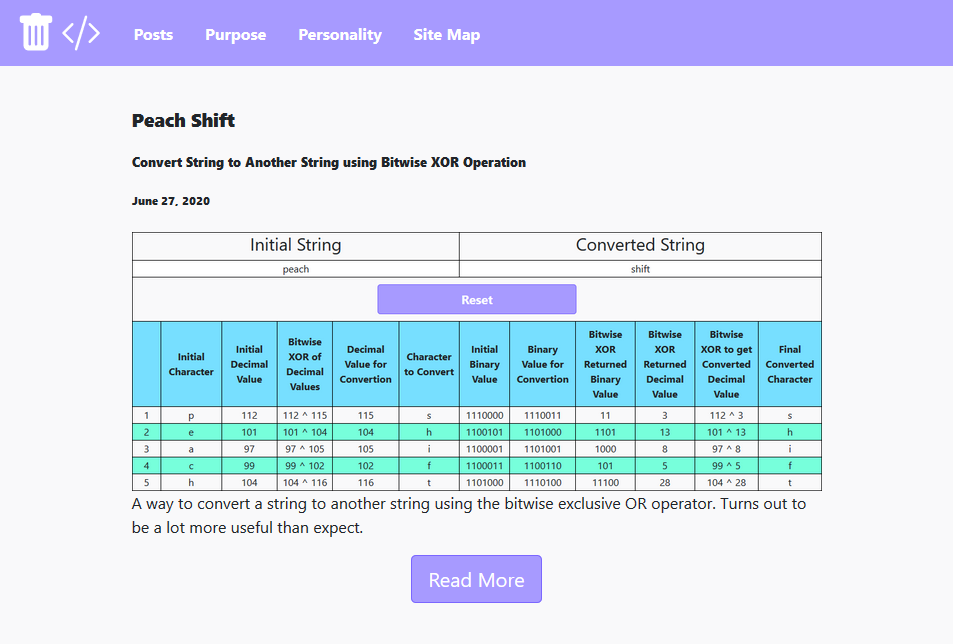 Posts Purpose Personality Site Map
Peach Shift
Convert String to Another String using Bitwise XOR Operation
June 27, 2020
Initial String Converted String
peach shift
Reset
Initial Character Initial Decimal Value Bitwise XOR of Decimal Values Decimal Value for Convertion Character to Convert Initial Binary Value Binary Value for Convertion Bitwise XOR Returned Binary Value Bitwise XOR Returned Decimal Value Bitwise XOR to get Converted Decimal Value Final Converted Character
1 p 112 112 ^ 115 115 s 1110000 1110011 11 3 112 ^ 3 s
2 e 101 101 ^ 104 104 h 1100101 1101000 1101 13 101 ^ 13 h
3 a 97 97 ^ 105 105 i 1100001 1101001 1000 8 97 ^ 8 i
4 c 99 99 ^ 102 102 f 1100011 1100110 101 5 99 ^ 5 f
5 h 104 104 ^ 116 116 t 1101000 1110100 11100 28 104 ^ 28 t
A way to convert a string to another string using the bitwise exclusive OR operator. Turns out to
be a lot more useful than expect.
Read More